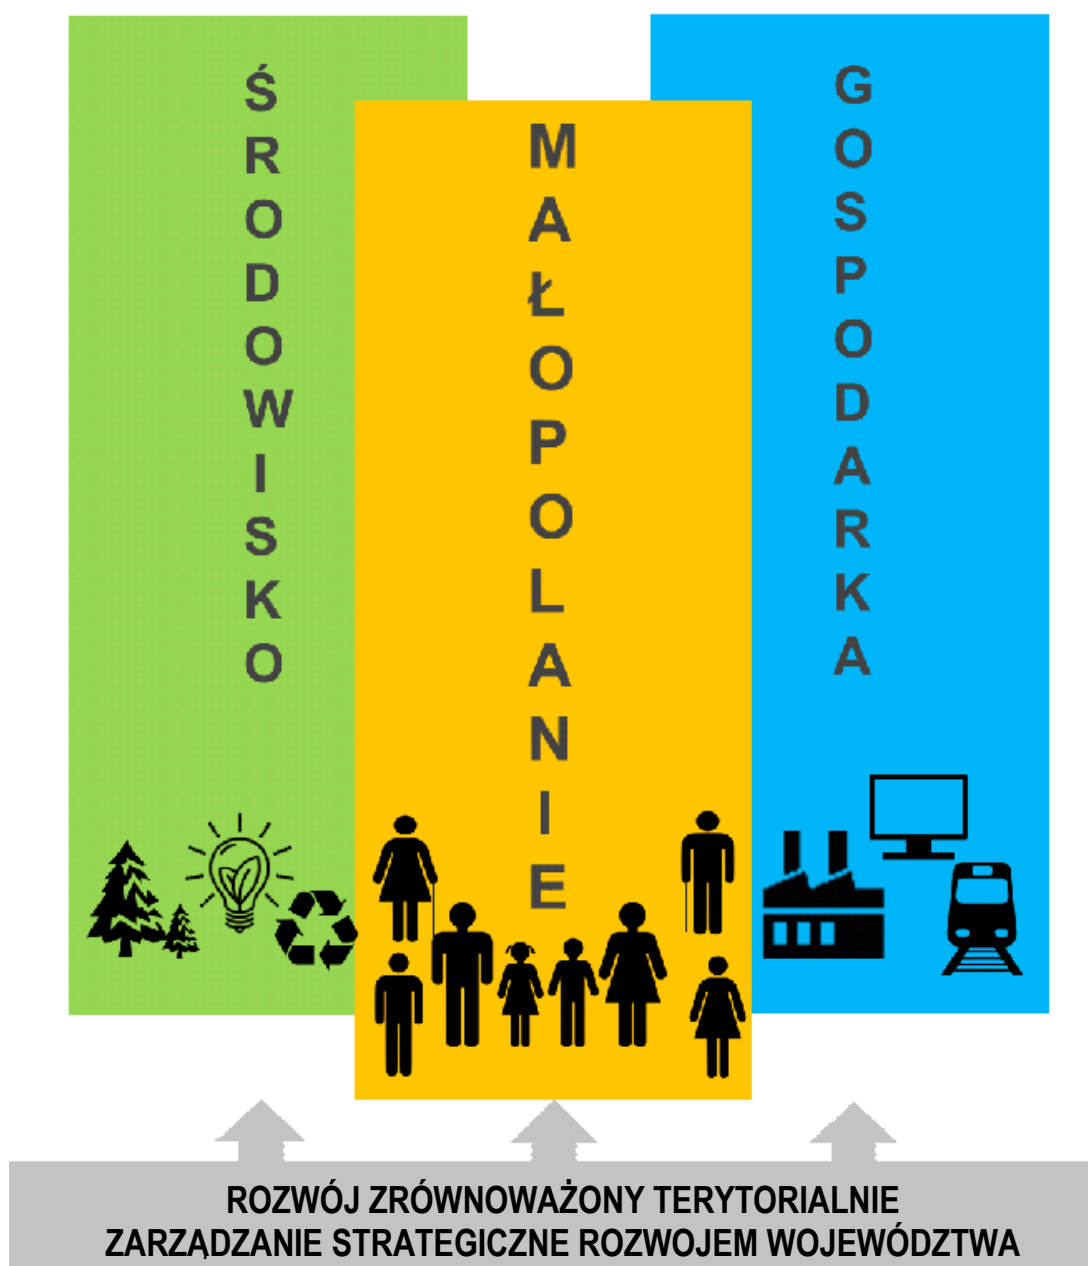 ŚRODOWISKO
MAŁOPOLANIE
GOSPODARKA
ROZWÓJ ZRÓWNOWAŻONY TERYTORIALNIE
ZARZĄDZANIE STRATEGICZNE ROZWOJEM WOJEWÓDZTWA